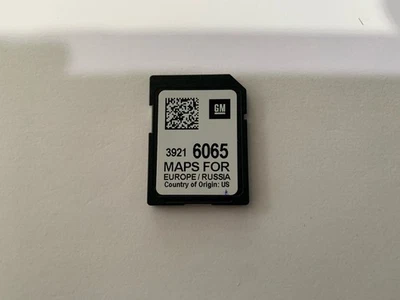 GM
3921 6065
MAPS FOR
EUROPE / RUSSIA
Country of Origin: US